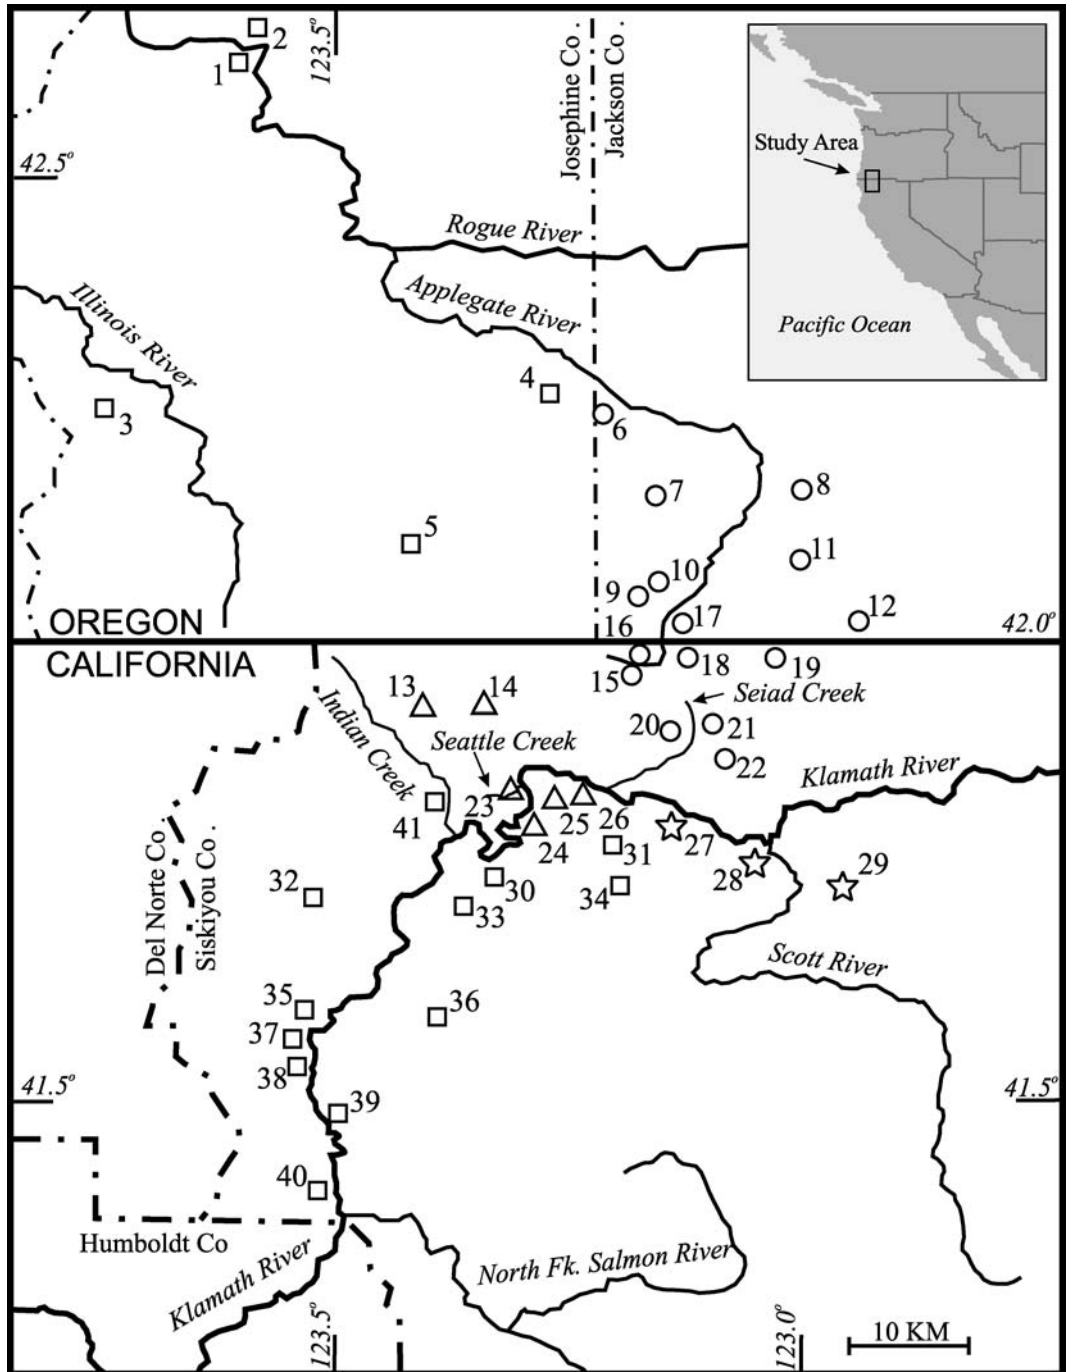 2
1
123.5°
Josephine Co.
Jackson Co.
Study Area
Pacific Ocean
42.5°
Rogue River
Applegate River
Illinois River
4
3
6
7
8
5
11
10
9
12
16
17
OREGON
42.0°
CALIFORNIA
15
18
19
13
14
Seiad Creek
Indian Creek
Seattle Creek
20
21
22
Klamath River
23
41
25
26
24
27
31
28
29
30
32
34
33
Del Norte Co.
Siskiyou Co.
Scott River
35
36
37
38
41.5°
41.5°
39
40
Humboldt Co
Klamath River
North Fk. Salmon River
123.5°
123.0°
10 KM